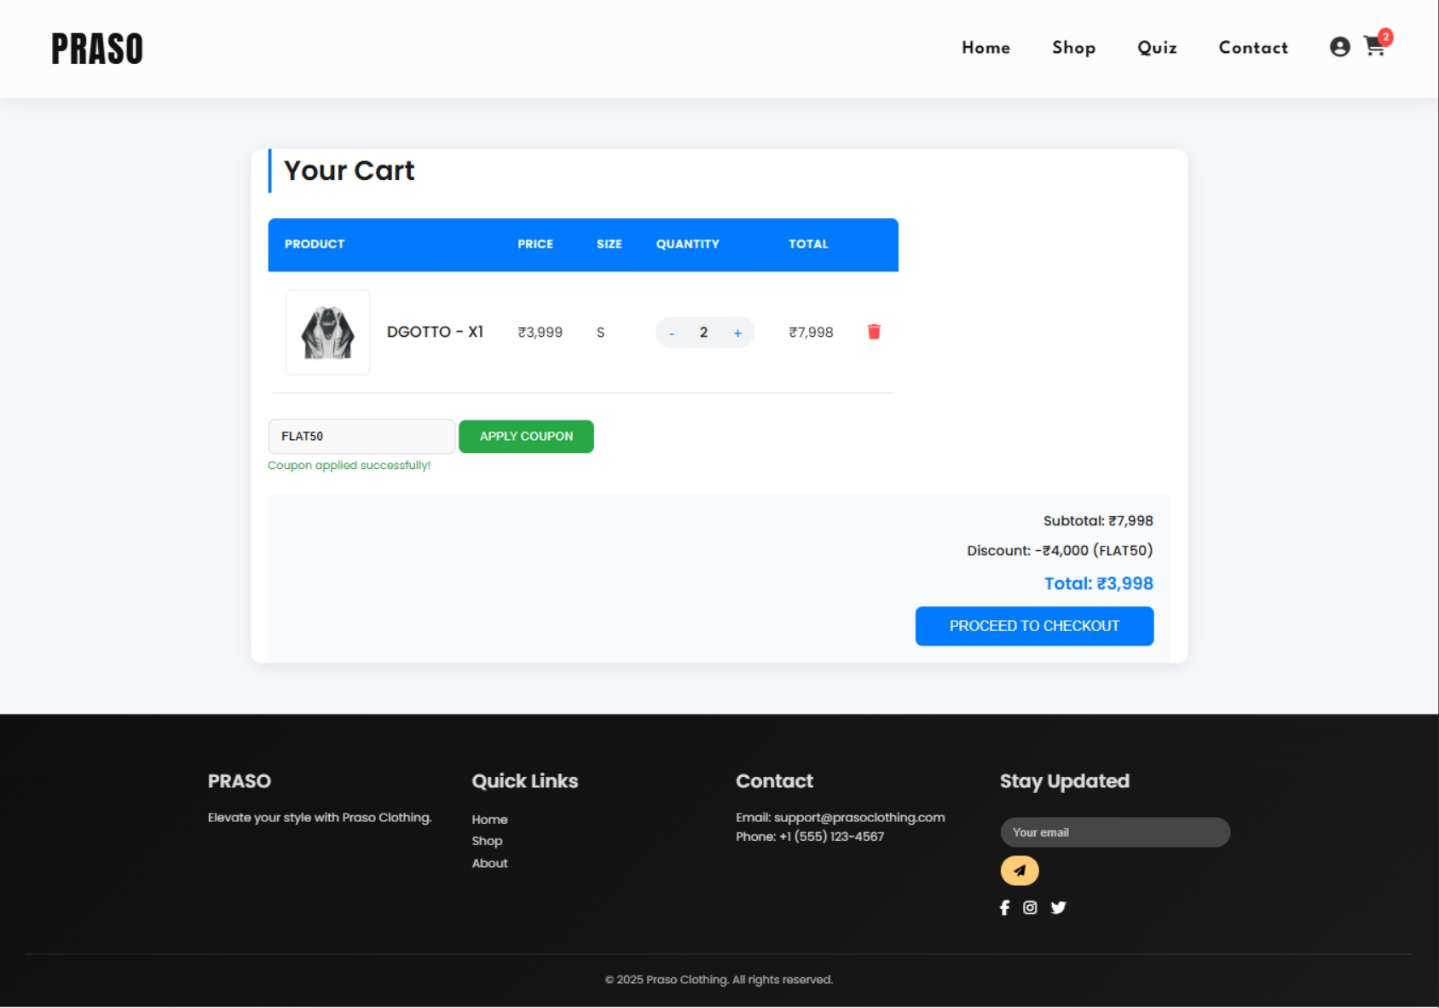 PRASO
Home Shop Quiz Contact 2
Your Cart
PRODUCT PRICE SIZE QUANTITY TOTAL
DGOTTO - X1 ₹3,999 S - 2 + ₹7,998
FLAT50 APPLY COUPON
Coupon applied successfully!
Subtotal: ₹7,998
Discount: -₹4,000 (FLAT50)
Total: ₹3,998
PROCEED TO CHECKOUT
PRASO
Elevate your style with Praso Clothing.
Quick Links
Home
Shop
About
Contact
Email: support@prasoclothing.com
Phone: +1 (555) 123-4567
Stay Updated
Your email
© 2025 Praso Clothing. All rights reserved.